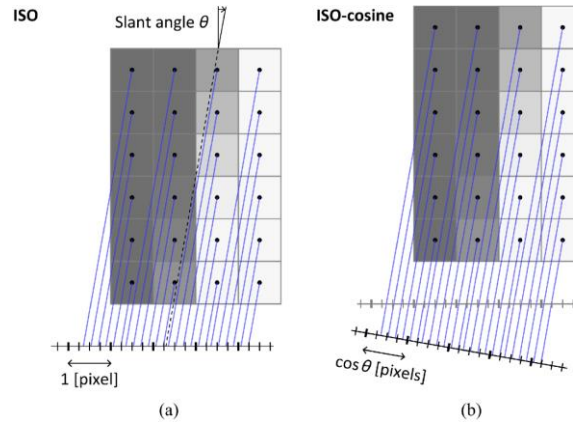 ISO
Slant angle θ
1 [pixel]
(a)
ISO-cosine
cos θ [pixels]
(b)